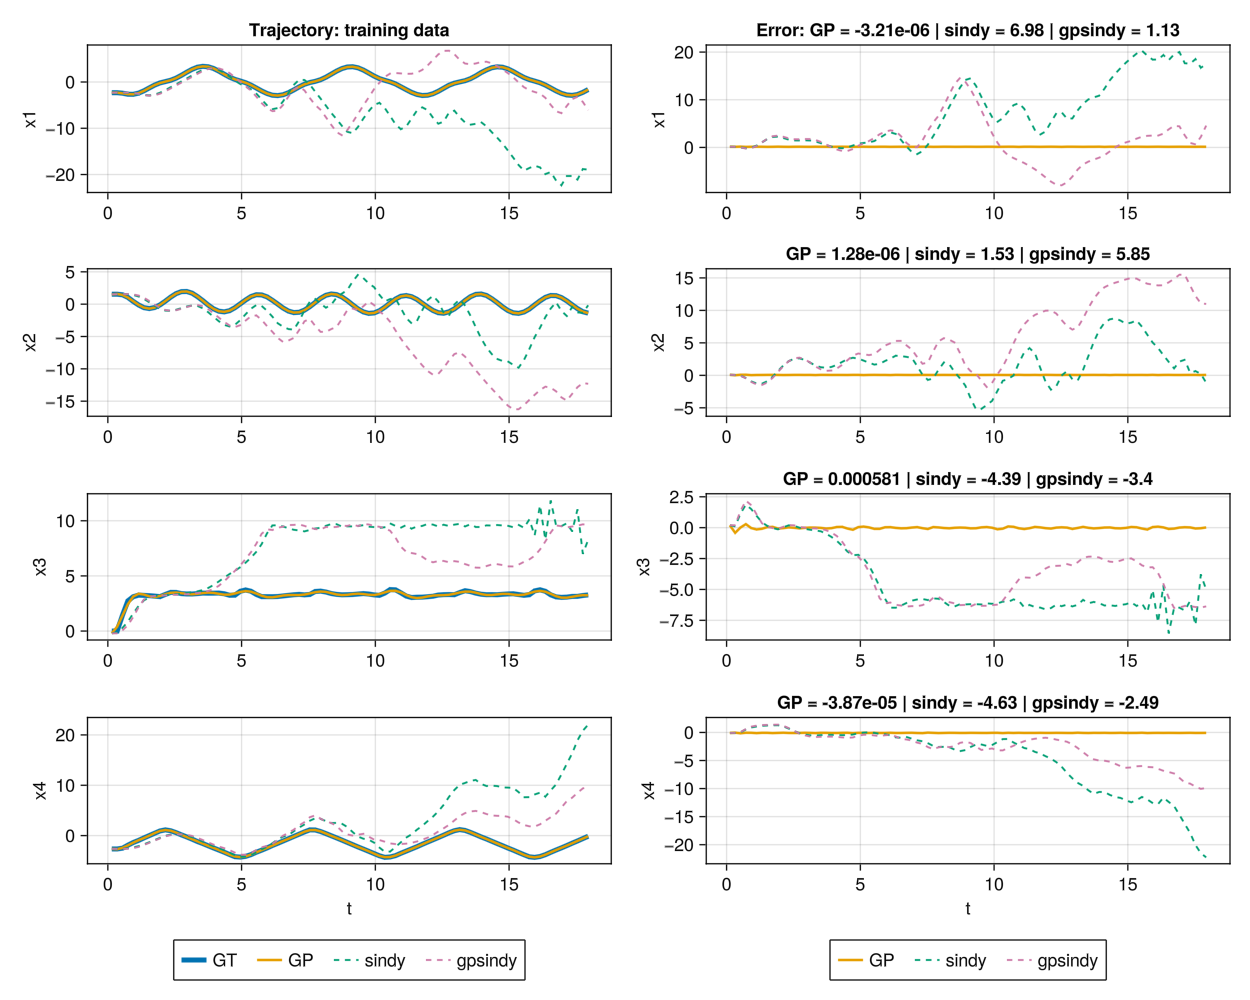 Trajectory: training data
x1
0
−10
−20
0 5 10 15
Error: GP = -3.21e-06 | sindy = 6.98 | gpsindy = 1.13
x1
20
10
0
0 5 10 15
x2
5
0
−5
−10
−15
0 5 10 15
GP = 1.28e-06 | sindy = 1.53 | gpsindy = 5.85
x2
15
10
5
0
−5
0 5 10 15
x3
10
5
0
0 5 10 15
GP = 0.000581 | sindy = -4.39 | gpsindy = -3.4
x3
2.5
0.0
−2.5
−5.0
−7.5
0 5 10 15
x4
20
10
0
0 5 10 15
t
GP = -3.87e-05 | sindy = -4.63 | gpsindy = -2.49
x4
0
−5
−10
−15
−20
0 5 10 15
t
GT GP sindy gpsindy
GP sindy gpsindy